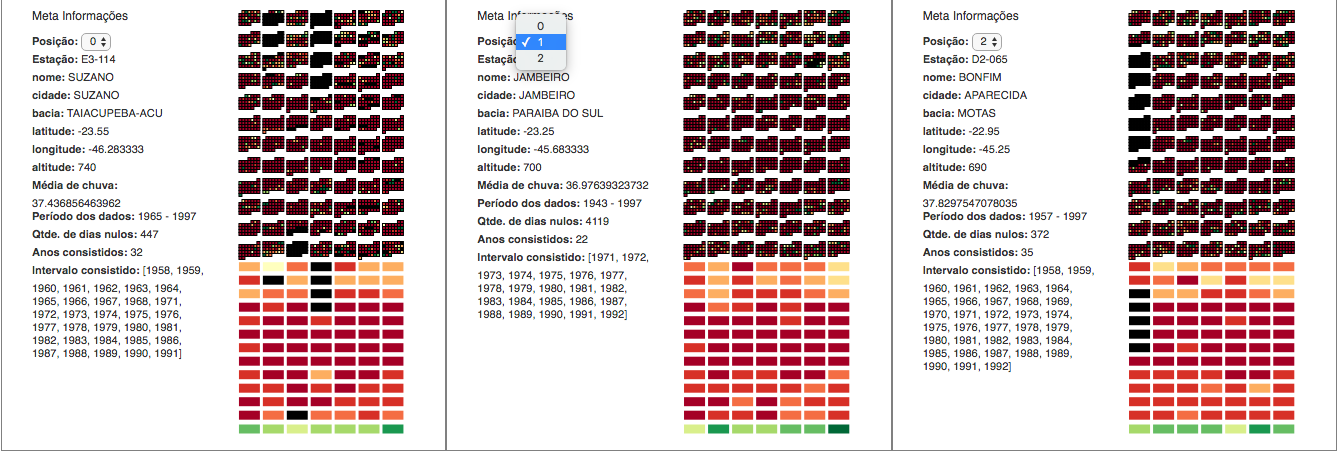 Meta Informações
Posição: 0
Estação: E3-114
nome: SUZANO
cidade: SUZANO
bacia: TAIACUPEBA-ACU
latitude: -23.55
longitude: -46.283333
altitude: 740
Média de chuva:
37.436856463962
Período dos dados: 1965 - 1997
Qtde. de dias nulos: 447
Anos consistidos: 32
Intervalo consistido: [1958, 1959,
1960, 1961, 1962, 1963, 1964,
1965, 1966, 1967, 1968, 1971,
1972, 1973, 1974, 1975, 1976,
1977, 1978, 1979, 1980, 1981,
1982, 1983, 1984, 1985, 1986,
1987, 1988, 1989, 1990, 1991]
Meta Informações
0
✓ 1
2
nome: JAMBEIRO
cidade: JAMBEIRO
bacia: PARAIBA DO SUL
latitude: -23.25
longitude: -45.683333
altitude: 700
Média de chuva: 36.97639323732
Período dos dados: 1943 - 1997
Qtde. de dias nulos: 4119
Anos consistidos: 22
Intervalo consistido: [1971, 1972,
1973, 1974, 1975, 1976, 1977,
1978, 1979, 1980, 1981, 1982,
1983, 1984, 1985, 1986, 1987,
1988, 1989, 1990, 1991, 1992]
Meta Informações
Posição: 2
Estação: D2-065
nome: BONFIM
cidade: APARECIDA
bacia: MOTAS
latitude: -22.95
longitude: -45.25
altitude: 690
Média de chuva:
37.8297547078035
Período dos dados: 1957 - 1997
Qtde. de dias nulos: 372
Anos consistidos: 35
Intervalo consistido: [1958, 1959,
1960, 1961, 1962, 1963, 1964,
1965, 1966, 1967, 1968, 1969,
1970, 1971, 1972, 1973, 1974,
1975, 1976, 1977, 1978, 1979,
1980, 1981, 1982, 1983, 1984,
1985, 1986, 1987, 1988, 1989,
1990, 1991, 1992]